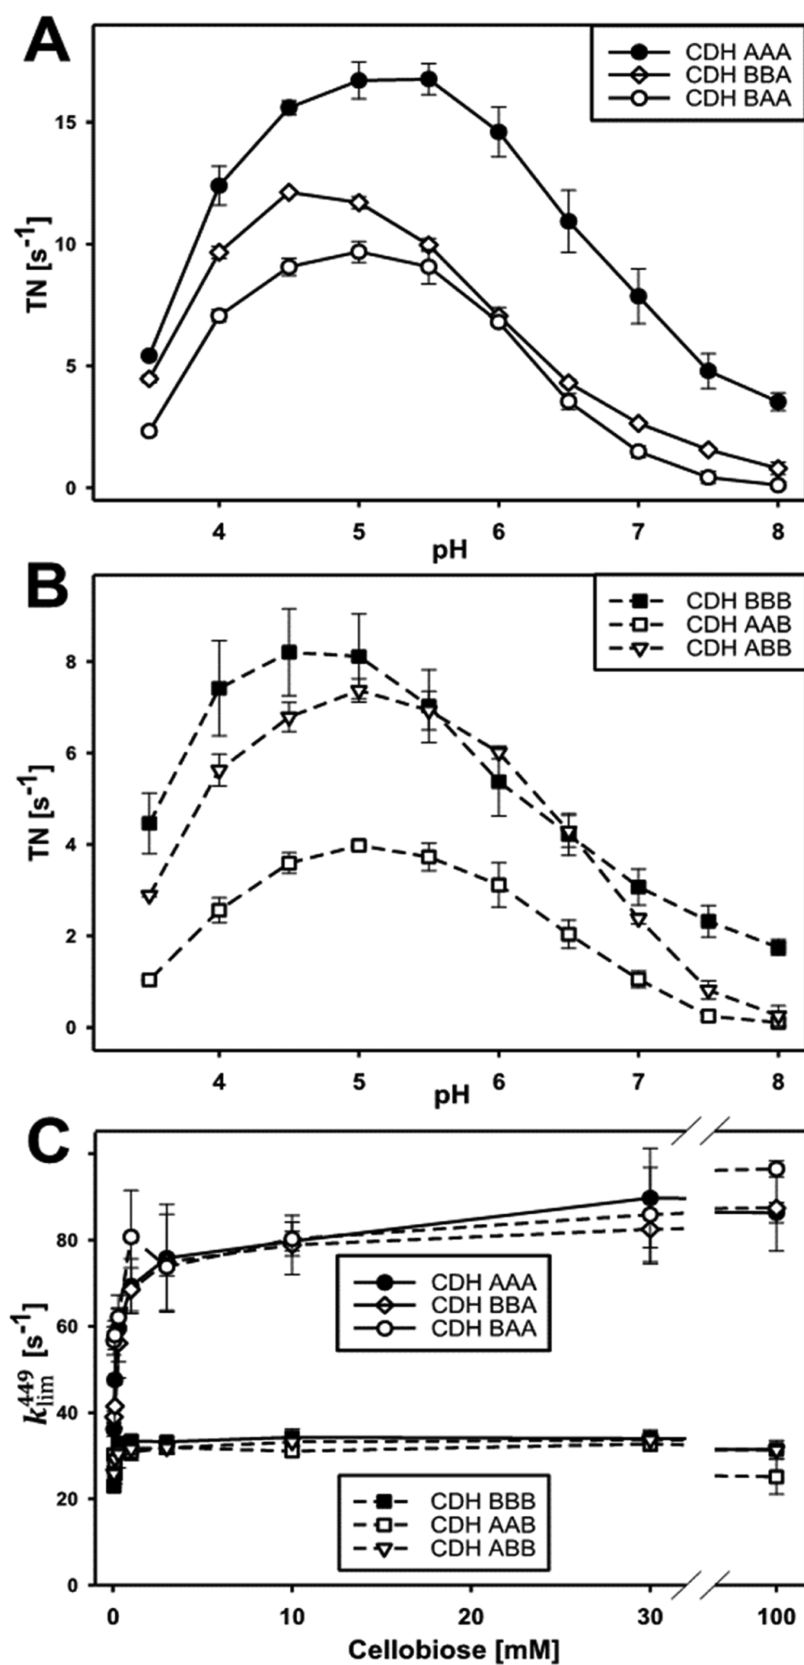 A
CDH AAA
CDH BBA
CDH BAA
15
10
5
0
TN [s⁻¹]
4 5 6 7 8
pH
B
CDH BBB
CDH AAB
CDH ABB
8
6
4
2
0
TN [s⁻¹]
4 5 6 7 8
pH
C
80
60
40
20
0
k⁴⁴⁹lim [s⁻¹]
CDH AAA
CDH BBA
CDH BAA
CDH BBB
CDH AAB
CDH ABB
0 10 20 30 100
Cellobiose [mM]